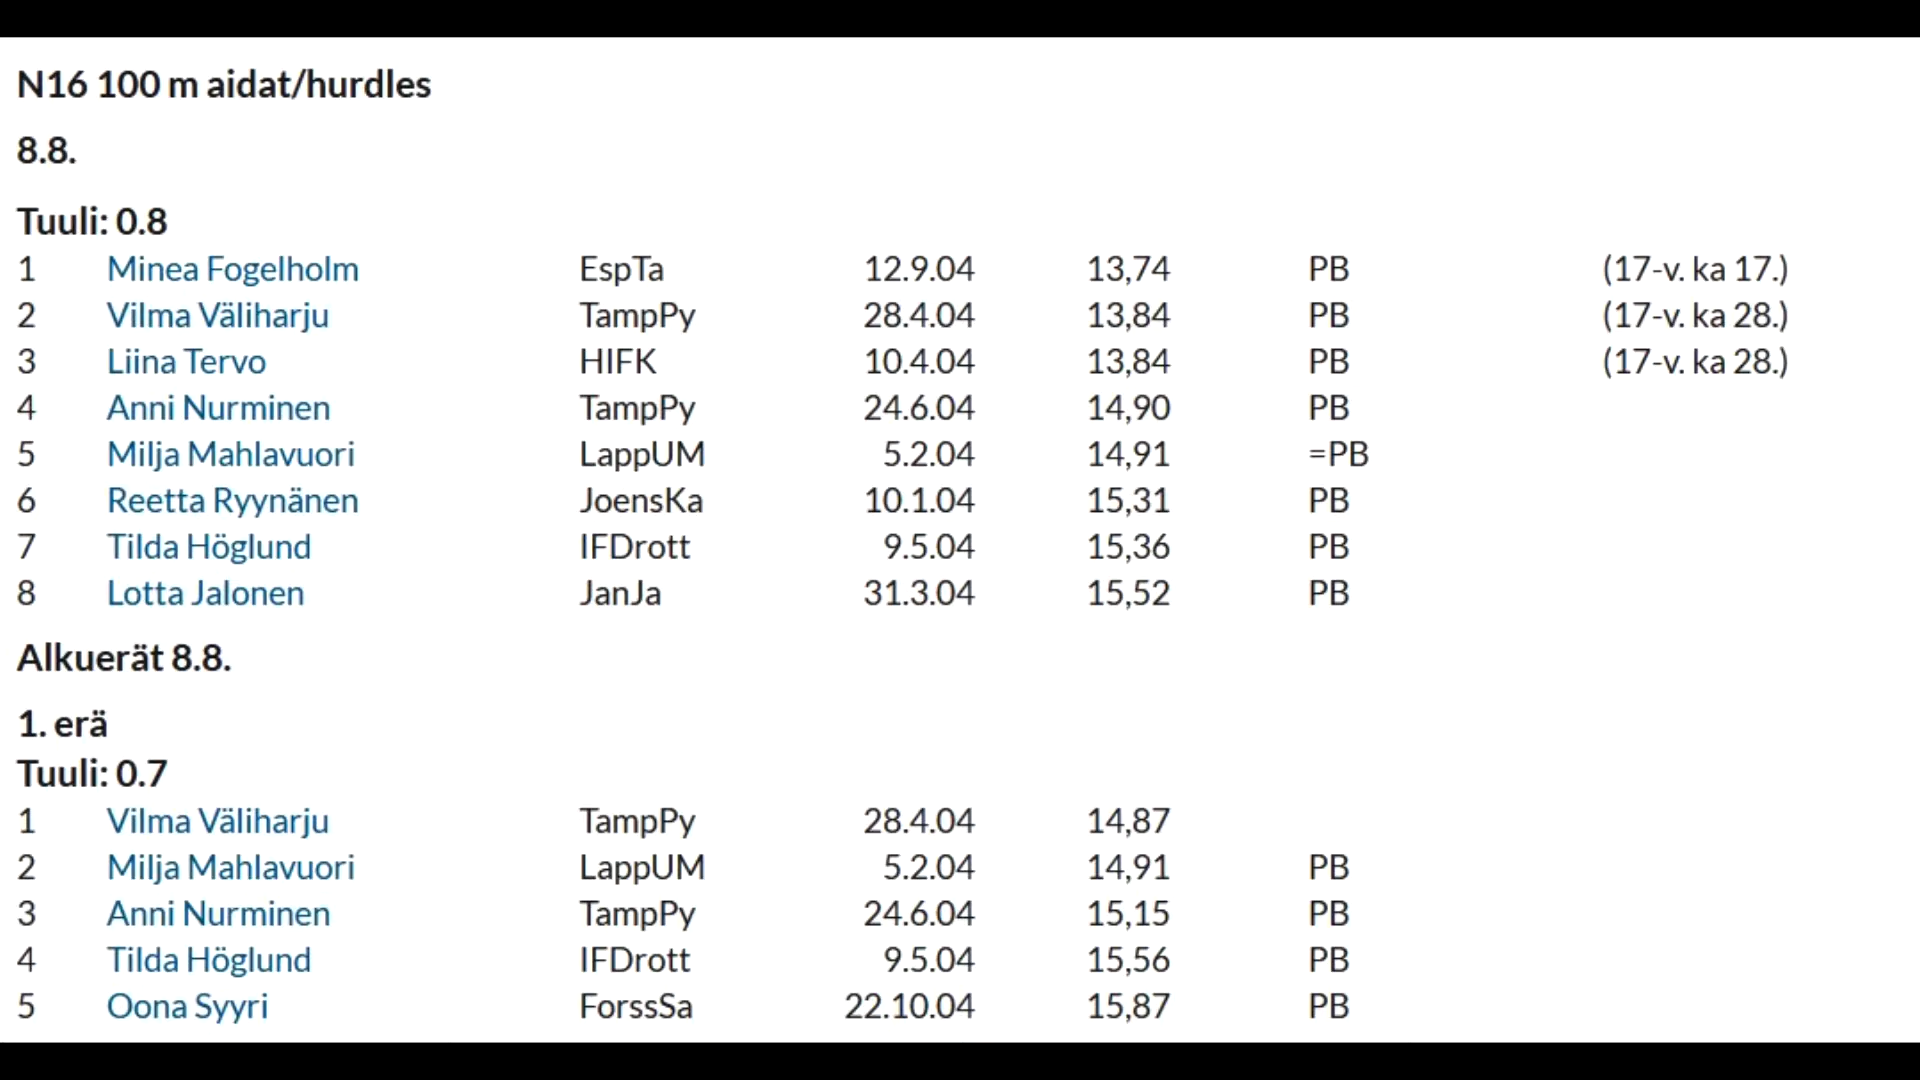 N16 100 m aidat/hurdles
8.8.
Tuuli: 0.8
1 Minea Fogelholm EspTa 12.9.04 13,74 PB (17-v. ka 17.)
2 Vilma Väliharju TampPy 28.4.04 13,84 PB (17-v. ka 28.)
3 Liina Tervo HIFK 10.4.04 13,84 PB (17-v. ka 28.)
4 Anni Nurminen TampPy 24.6.04 14,90 PB
5 Milja Mahlavuori LappUM 5.2.04 14,91 =PB
6 Reetta Ryynänen JoensKa 10.1.04 15,31 PB
7 Tilda Höglund IFDrott 9.5.04 15,36 PB
8 Lotta Jalonen JanJa 31.3.04 15,52 PB
Alkuerät 8.8.
1. erä
Tuuli: 0.7
1 Vilma Väliharju TampPy 28.4.04 14,87
2 Milja Mahlavuori LappUM 5.2.04 14,91 PB
3 Anni Nurminen TampPy 24.6.04 15,15 PB
4 Tilda Höglund IFDrott 9.5.04 15,56 PB
5 Oona Syyri ForssSa 22.10.04 15,87 PB